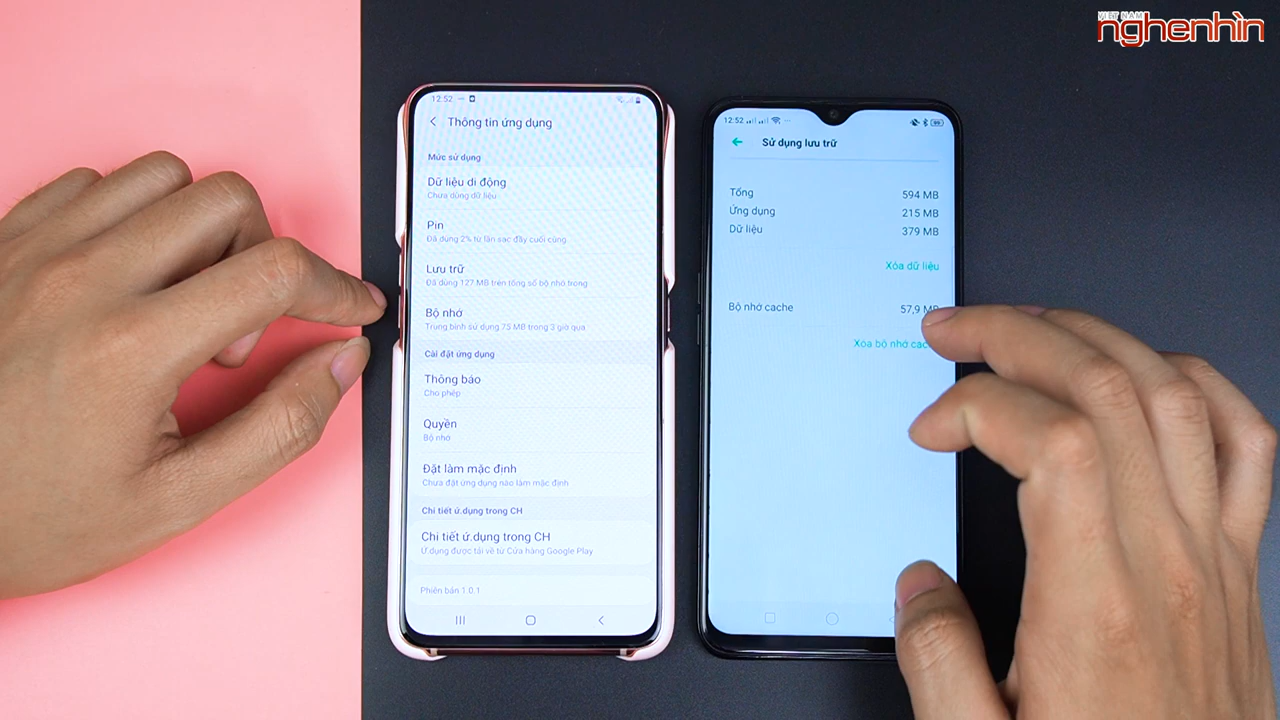 VIỆT NAM
nghenhìn
12:52
Thông tin ứng dụng
Mức sử dụng
Dữ liệu di động
Chưa dùng dữ liệu
Pin
Đã dùng 2% từ lần sạc đầy cuối cùng
Lưu trữ
Đã dùng 127 MB trên tổng số bộ nhớ trong
Bộ nhớ
Trung bình sử dụng 75 MB trong 3 giờ qua
Cài đặt ứng dụng
Thông báo
Cho phép
Quyền
Bộ nhớ
Đặt làm mặc định
Chưa đặt ứng dụng nào làm mặc định
Chi tiết ứ.dụng trong CH
Chi tiết ứ.dụng trong CH
Ứ.dụng được tải về từ Cửa hàng Google Play
Phiên bản 1.0.1
12:52
Sử dụng lưu trữ
Tổng 594 MB
Ứng dụng 215 MB
Dữ liệu 379 MB
Xóa dữ liệu
Bộ nhớ cache 57,9 MB
Xóa bộ nhớ cac